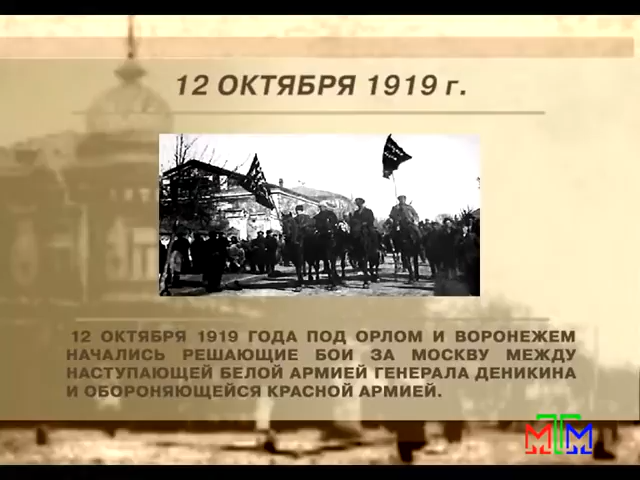 12 ОКТЯБРЯ 1919 г.
12 ОКТЯБРЯ 1919 ГОДА ПОД ОРЛОМ И ВОРОНЕЖЕМ
НАЧАЛИСЬ РЕШАЮЩИЕ БОИ ЗА МОСКВУ МЕЖДУ
НАСТУПАЮЩЕЙ БЕЛОЙ АРМИЕЙ ГЕНЕРАЛА ДЕНИКИНА
И ОБОРОНЯЮЩЕЙСЯ КРАСНОЙ АРМИЕЙ.
МТМ